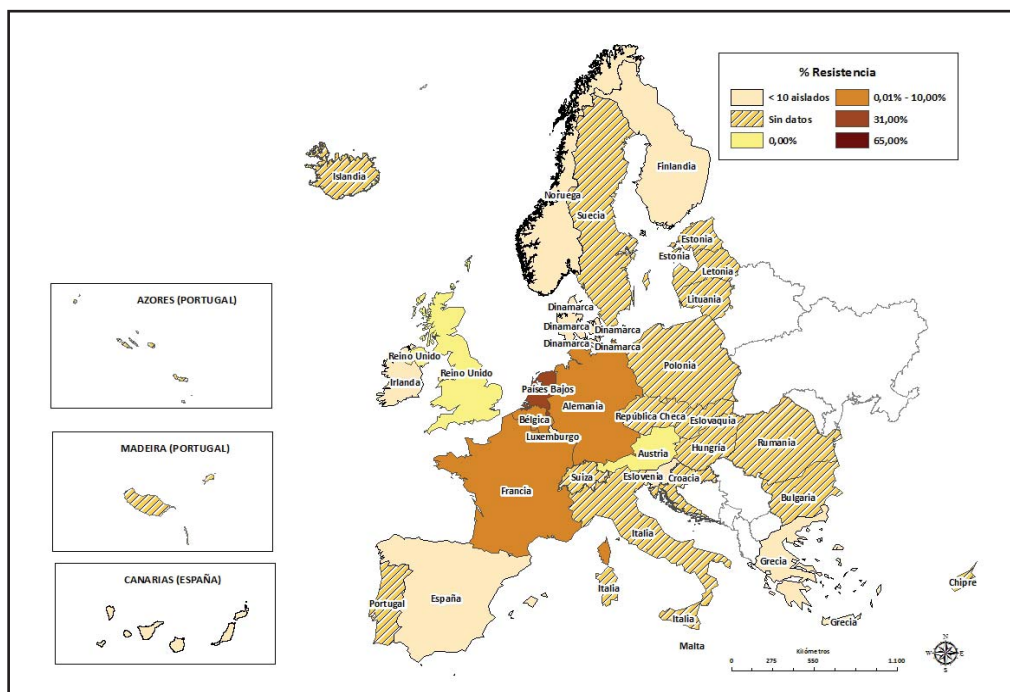 % Resistencia
< 10 aislados
0,01% - 10,00%
Sin datos
31,00%
0,00%
65,00%
Islandia
Finlandia
Noruega
Suecia
Estonia
Estonia
Letonia
Lituania
AZORES (PORTUGAL)
Dinamarca
Dinamarca
Dinamarca
Dinamarca
Dinamarca
Reino Unido
Reino Unido
Irlanda
Polonia
Países Bajos
Alemania
Bélgica
República Checa
Eslovaquia
Luxemburgo
Austria
Hungría
Rumania
MADEIRA (PORTUGAL)
Suiza
Eslovenia
Croacia
Francia
Bulgaria
Italia
Grecia
CANARIAS (ESPAÑA)
Chipre
España
Portugal
Italia
Italia
Grecia
Malta
Kilómetros
0 275 550 1.100
N
W E
S